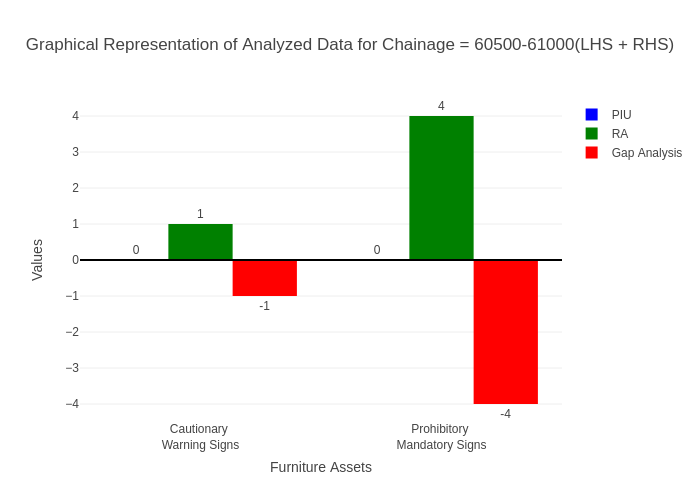 Graphical Representation of Analyzed Data for Chainage = 60500-61000(LHS + RHS)
PIU
RA
Gap Analysis
Values
4
3
2
1
0
−1
−2
−3
−4
0
1
-1
0
4
-4
Cautionary
Warning Signs
Prohibitory
Mandatory Signs
Furniture Assets